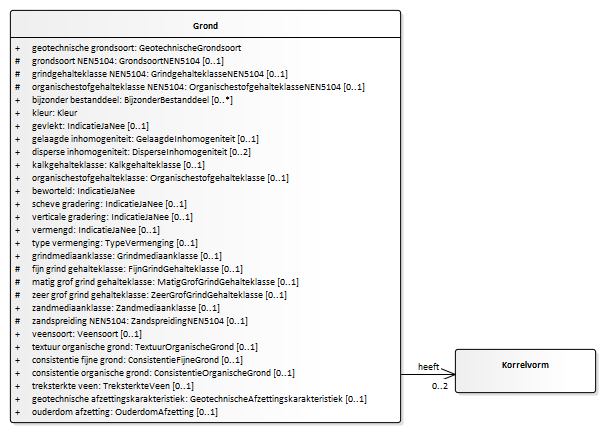 Grond
+ geotechnische grondsoort: GeotechnischeGrondsoort
# grondsoort NEN5104: GrondsoortNEN5104 [0..1]
# grindgehalteklasse NEN5104: GrindgehalteklasseNEN5104 [0..1]
# organischestofgehalteklasse NEN5104: OrganischestofgehalteklasseNEN5104 [0..1]
+ bijzonder bestanddeel: BijzonderBestanddeel [0..*]
+ kleur: Kleur
+ gevlekt: IndicatieJaNee [0..1]
+ gelaagde inhomogeniteit: GelaagdeInhomogeniteit [0..1]
+ disperse inhomogeniteit: DisperseInhomogeniteit [0..2]
+ kalkgehalteklasse: Kalkgehalteklasse [0..1]
+ organischestofgehalteklasse: Organischestofgehalteklasse [0..1]
+ beworteld: IndicatieJaNee
+ scheve gradering: IndicatieJaNee [0..1]
+ verticale gradering: IndicatieJaNee [0..1]
+ vermengd: IndicatieJaNee [0..1]
+ type vermenging: TypeVermenging [0..1]
+ grindmediaanklasse: Grindmediaanklasse [0..1]
# fijn grind gehalteklasse: FijnGrindGehalteklasse [0..1]
# matig grof grind gehalteklasse: MatigGrofGrindGehalteklasse [0..1]
# zeer grof grind gehalteklasse: ZeerGrofGrindGehalteklasse [0..1]
+ zandmediaanklasse: Zandmediaanklasse [0..1]
# zandspreiding NEN5104: ZandspreidingNEN5104 [0..1]
+ veensoort: Veensoort [0..1]
+ textuur organische grond: TextuurOrganischeGrond [0..1]
+ consistentie fijne grond: ConsistentieFijneGrond [0..1]
+ consistentie organische grond: ConsistentieOrganischeGrond [0..1]
+ treksterkte veen: TreksterkteVeen [0..1]
+ geotechnische afzettingskarakteristiek: GeotechnischeAfzettingskarakteristiek [0..1]
+ ouderdom afzetting: OuderdomAfzetting [0..1]
heeft
0..2
Korrelvorm